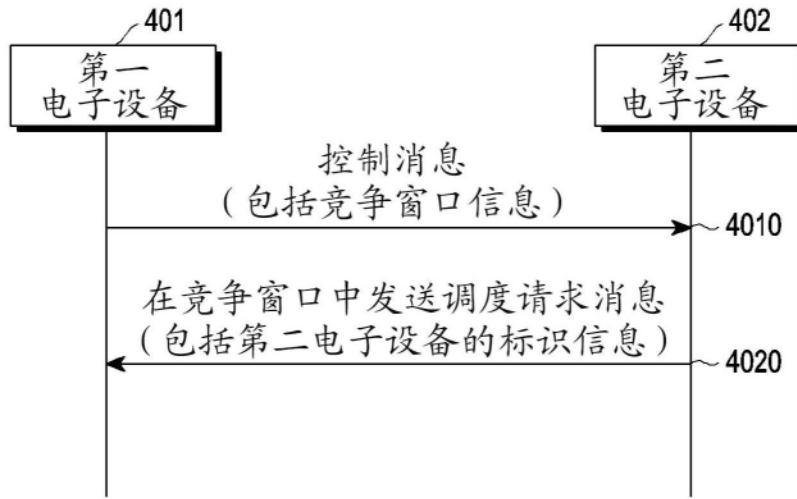 401
402
第一
电子设备
第二
电子设备
控制消息
(包括竞争窗口信息)
4010
在竞争窗口中发送调度请求消息
(包括第二电子设备的标识信息)
4020